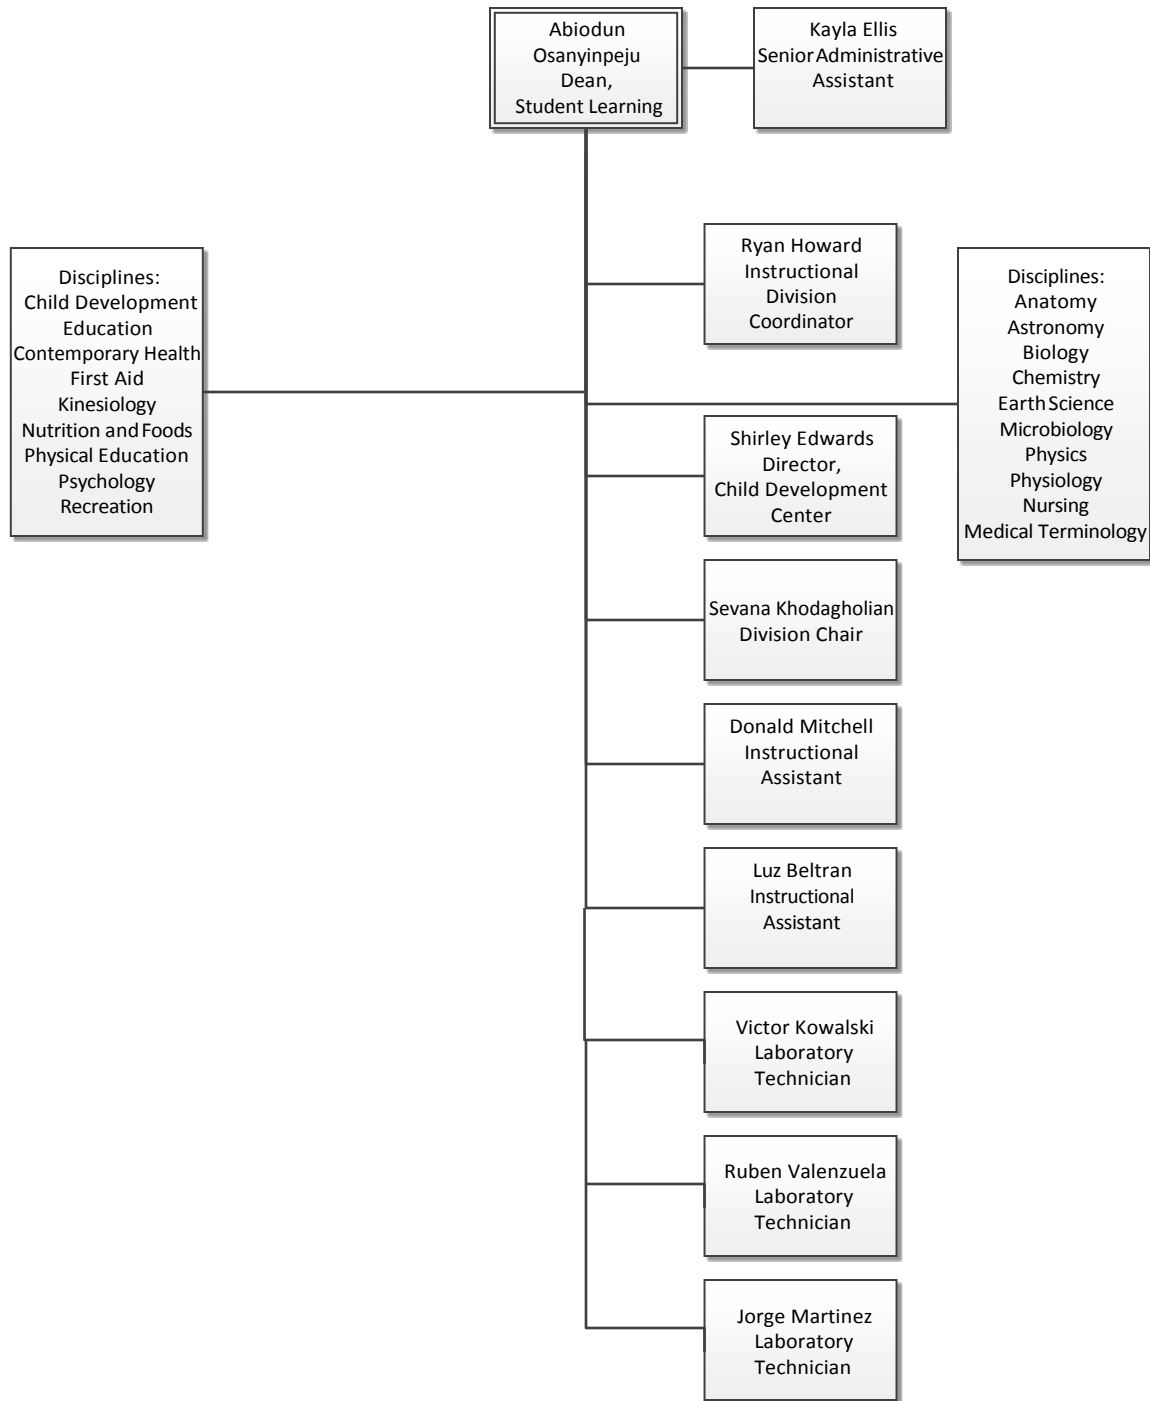 Abiodun
Osanyinpeju
Dean,
Student Learning
Kayla Ellis
Senior Administrative
Assistant
Ryan Howard
Instructional
Division
Coordinator
Disciplines:
Child Development
Education
Contemporary Health
First Aid
Kinesiology
Nutrition and Foods
Physical Education
Psychology
Recreation
Disciplines:
Anatomy
Astronomy
Biology
Chemistry
Earth Science
Microbiology
Physics
Physiology
Nursing
Medical Terminology
Shirley Edwards
Director,
Child Development
Center
Sevana Khodagholian
Division Chair
Donald Mitchell
Instructional
Assistant
Luz Beltran
Instructional
Assistant
Victor Kowalski
Laboratory
Technician
Ruben Valenzuela
Laboratory
Technician
Jorge Martinez
Laboratory
Technician